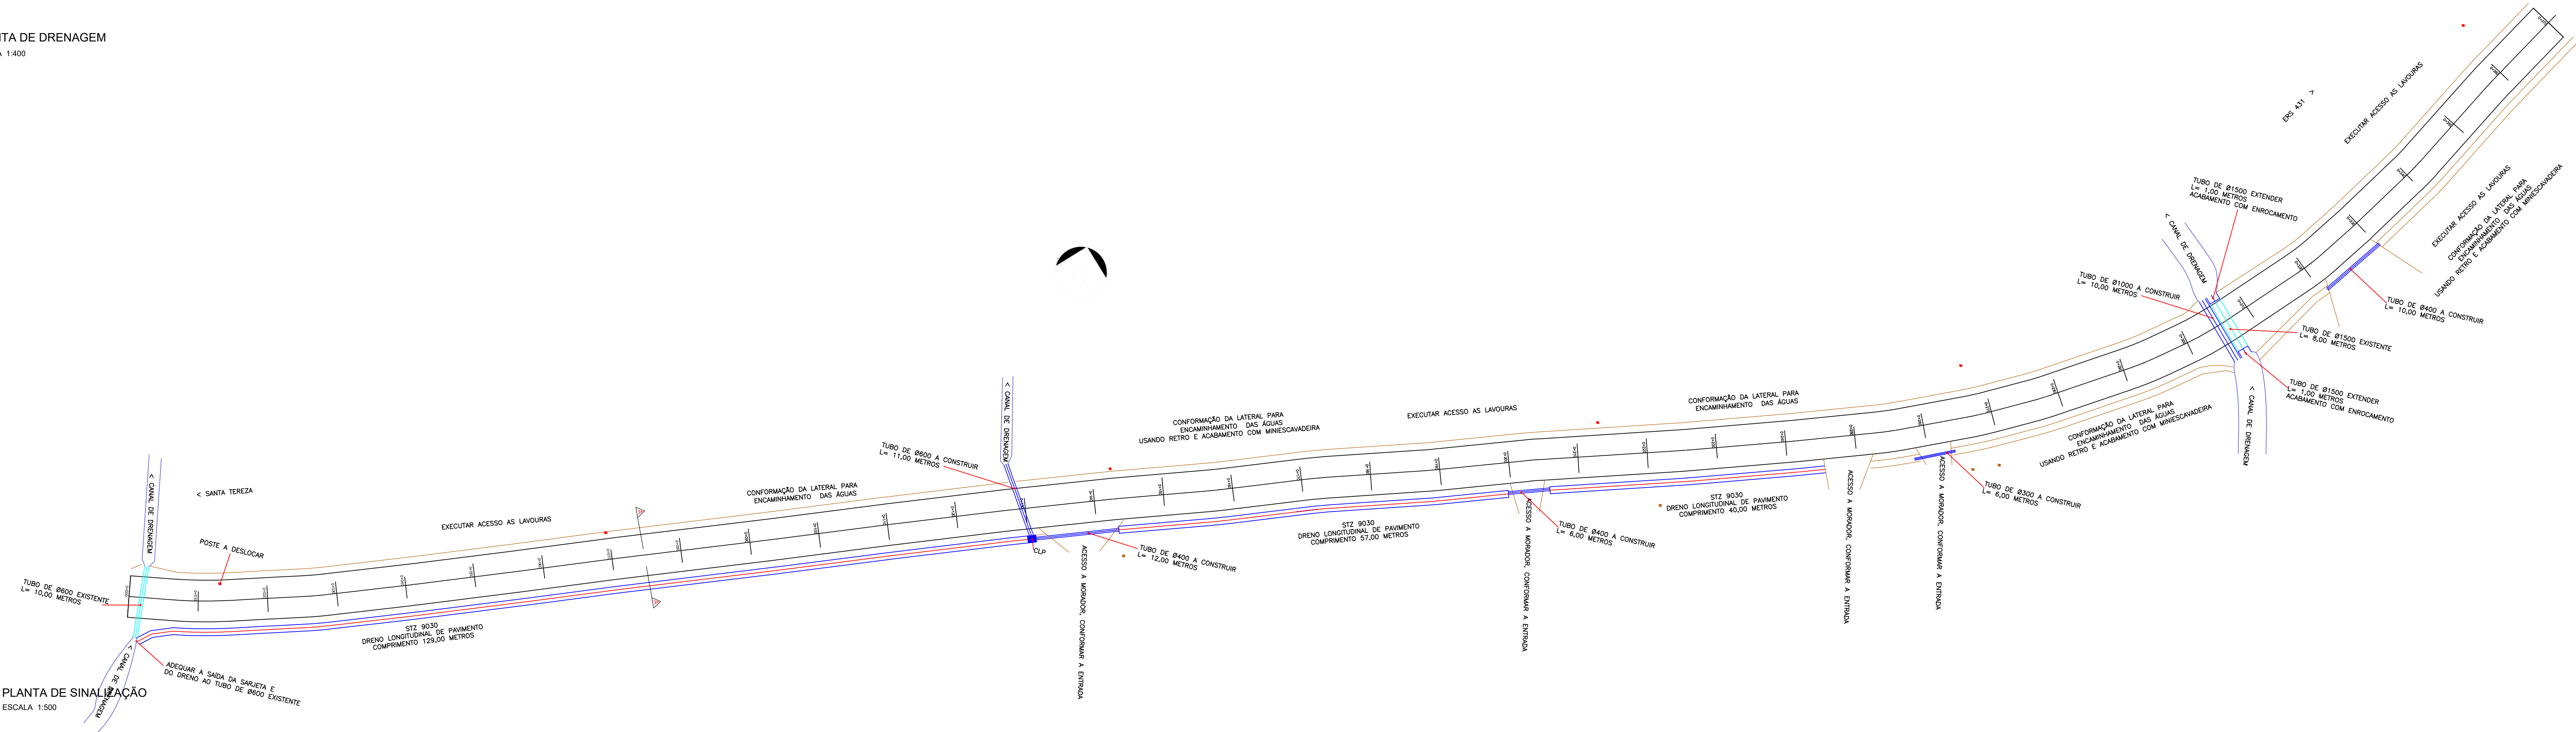 NTA DE DRENAGEM
A 1:400
TUBO DE Ø600 EXISTENTE
L= 10,00 METROS
< CANAL DE DRENAGEM
< SANTA TEREZA
POSTE A DESLOCAR
< CANAL DE DRENAGEM
ADEQUAR A SAÍDA DA SARJETA E
DO DRENO AO TUBO DE Ø600 EXISTENTE
PLANTA DE SINALIZAÇÃO
ESCALA 1:500
EXECUTAR ACESSO AS LAVOURAS
STZ 9030
DRENO LONGITUDINAL DE PAVIMENTO
COMPRIMENTO 129,00 METROS
CONFORMAÇÃO DA LATERAL PARA
ENCAMINHAMENTO DAS ÁGUAS
TUBO DE Ø600 A CONSTRUIR
L= 11,00 METROS
< CANAL DE DRENAGEM
CLP
ACESSO A MORADOR, CONFORMAR A ENTRADA
TUBO DE Ø400 A CONSTRUIR
L= 12,00 METROS
CONFORMAÇÃO DA LATERAL PARA
ENCAMINHAMENTO DAS ÁGUAS
USANDO RETRO E ACABAMENTO COM MINIESCAVADEIRA
STZ 9030
DRENO LONGITUDINAL DE PAVIMENTO
COMPRIMENTO 57,00 METROS
EXECUTAR ACESSO AS LAVOURAS
ACESSO A MORADOR, CONFORMAR A ENTRADA
TUBO DE Ø400 A CONSTRUIR
L= 6,00 METROS
CONFORMAÇÃO DA LATERAL PARA
ENCAMINHAMENTO DAS ÁGUAS
STZ 9030
DRENO LONGITUDINAL DE PAVIMENTO
COMPRIMENTO 40,00 METROS
ACESSO A MORADOR, CONFORMAR A ENTRADA
ACESSO A MORADOR, CONFORMAR A ENTRADA
TUBO DE Ø300 A CONSTRUIR
L= 6,00 METROS
CONFORMAÇÃO DA LATERAL PARA
ENCAMINHAMENTO DAS ÁGUAS
USANDO RETRO E ACABAMENTO COM MINIESCAVADEIRA
TUBO DE Ø1000 A CONSTRUIR
L= 10,00 METROS
< CANAL DE DRENAGEM
TUBO DE Ø1500 EXTENDER
L= 1,00 METROS
ACABAMENTO COM ENROCAMENTO
< CANAL DE DRENAGEM
TUBO DE Ø1500 EXTENDER
L= 1,00 METROS
ACABAMENTO COM ENROCAMENTO
TUBO DE Ø1500 EXISTENTE
L= 8,00 METROS
TUBO DE Ø400 A CONSTRUIR
L= 10,00 METROS
ERS 431 >
EXECUTAR ACESSO AS LAVOURAS
EXECUTAR ACESSO AS LAVOURAS
CONFORMAÇÃO DA LATERAL PARA
ENCAMINHAMENTO DAS ÁGUAS
USANDO RETRO E ACABAMENTO COM MINIESCAVADEIRA